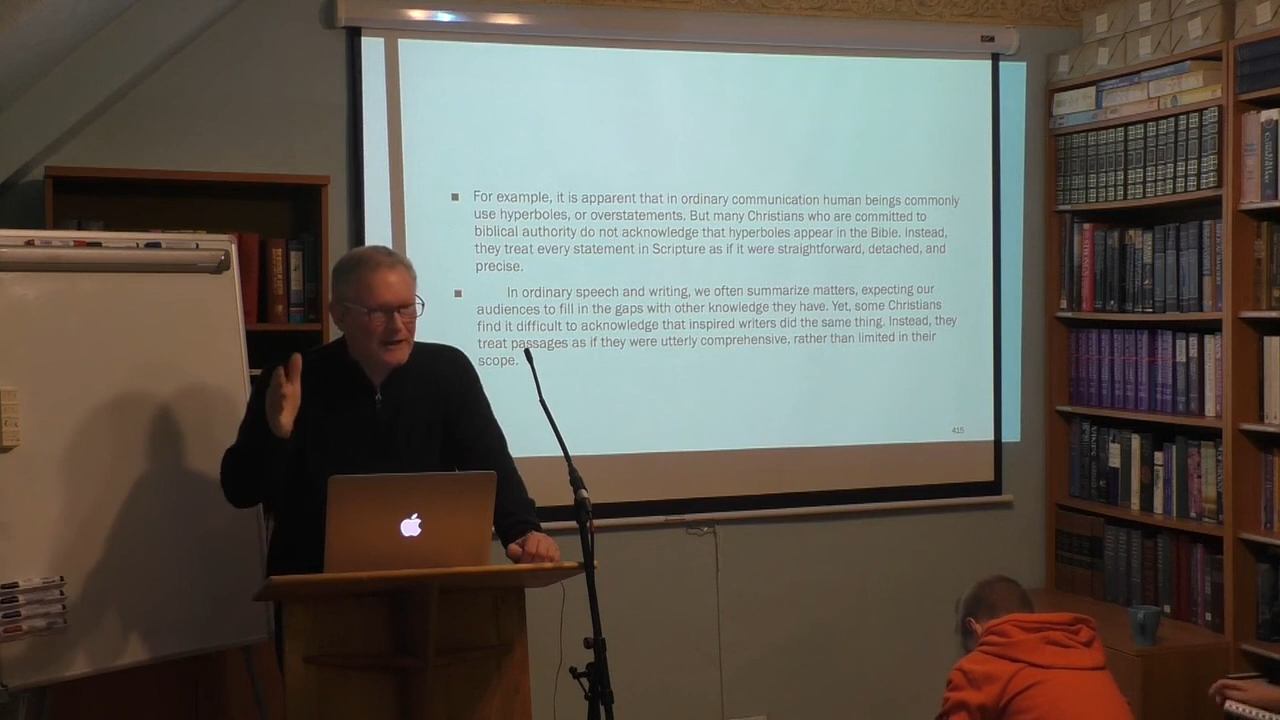 For example, it is apparent that in ordinary communication human beings commonly
use hyperboles, or overstatements. But many Christians who are committed to
biblical authority do not acknowledge that hyperboles appear in the Bible. Instead,
they treat every statement in Scripture as if it were straightforward, detached, and
precise.
In ordinary speech and writing, we often summarize matters, expecting our
audiences to fill in the gaps with other knowledge they have. Yet, some Christians
find it difficult to acknowledge that inspired writers did the same thing. Instead, they
treat passages as if they were utterly comprehensive, rather than limited in their
scope.
415